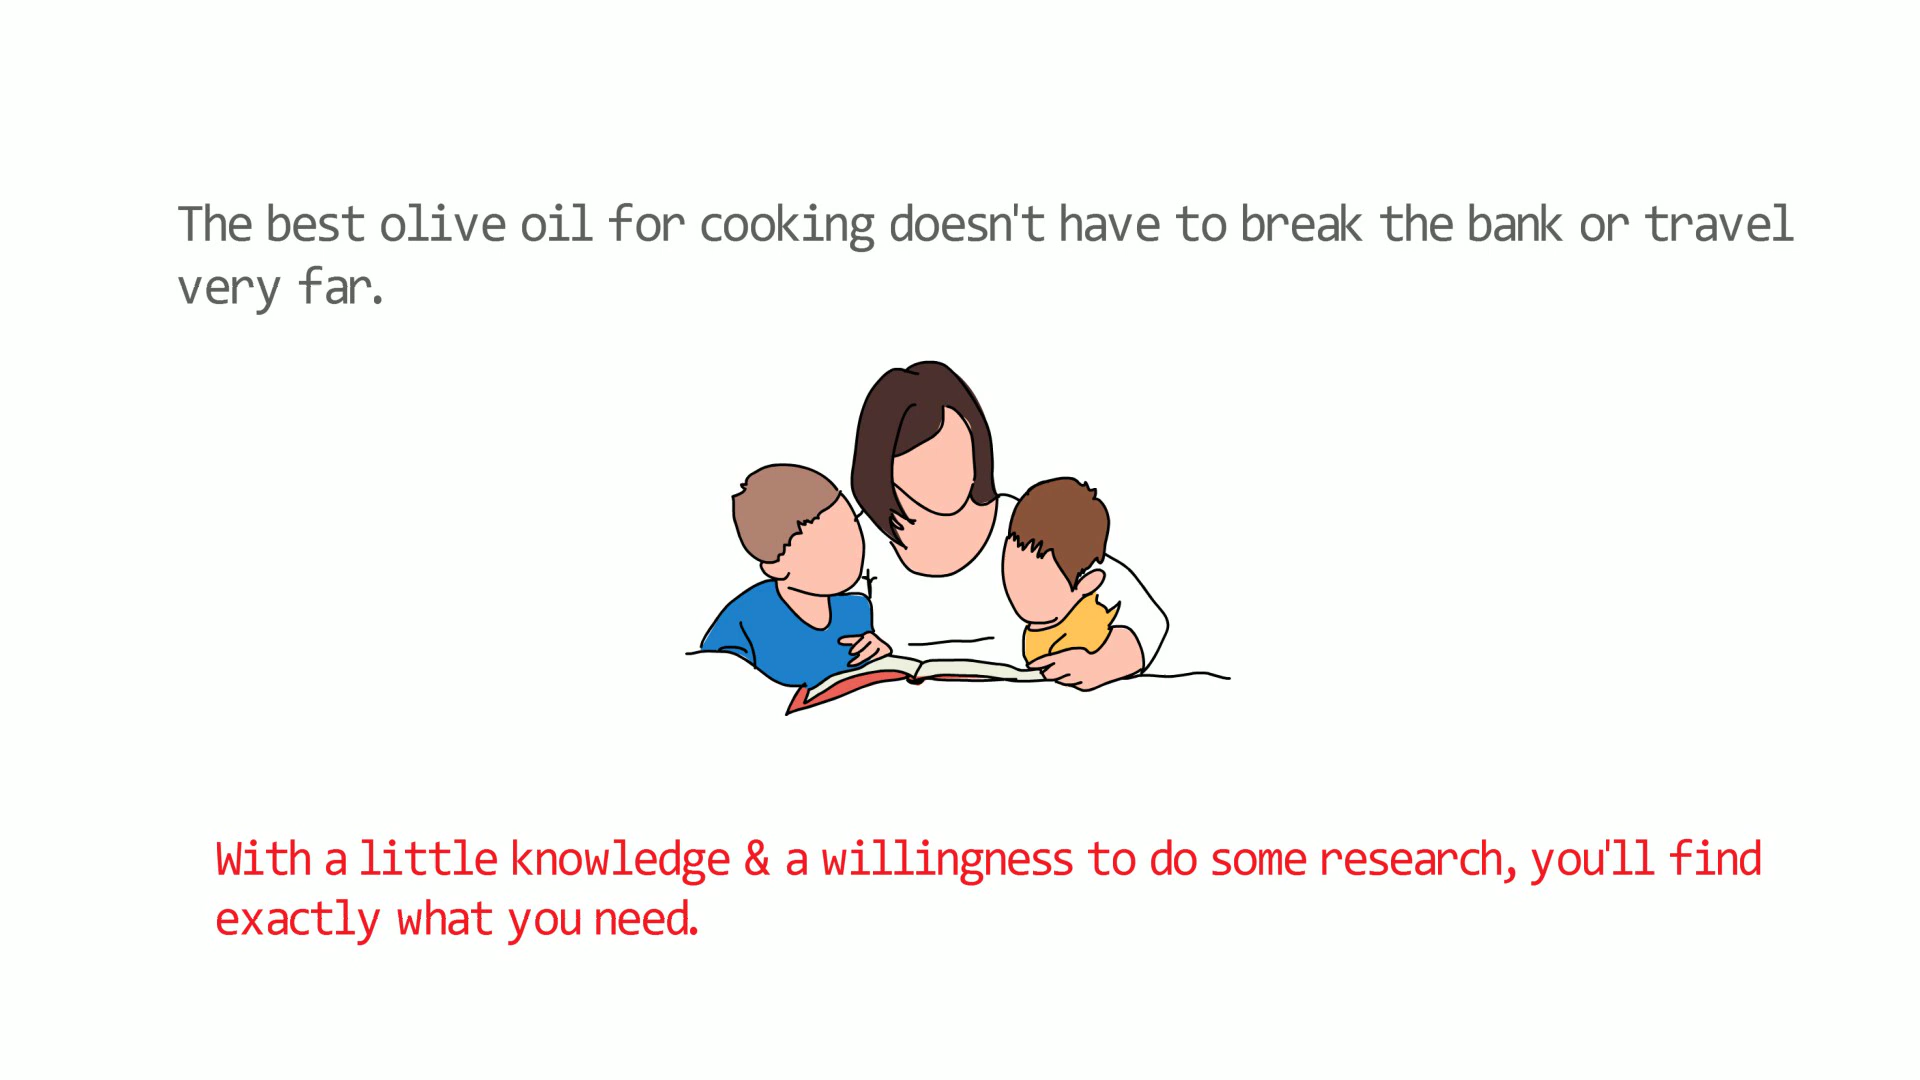 The best olive oil for cooking doesn't have to break the bank or travel
very far.
With a little knowledge & a willingness to do some research, you'll find
exactly what you need.